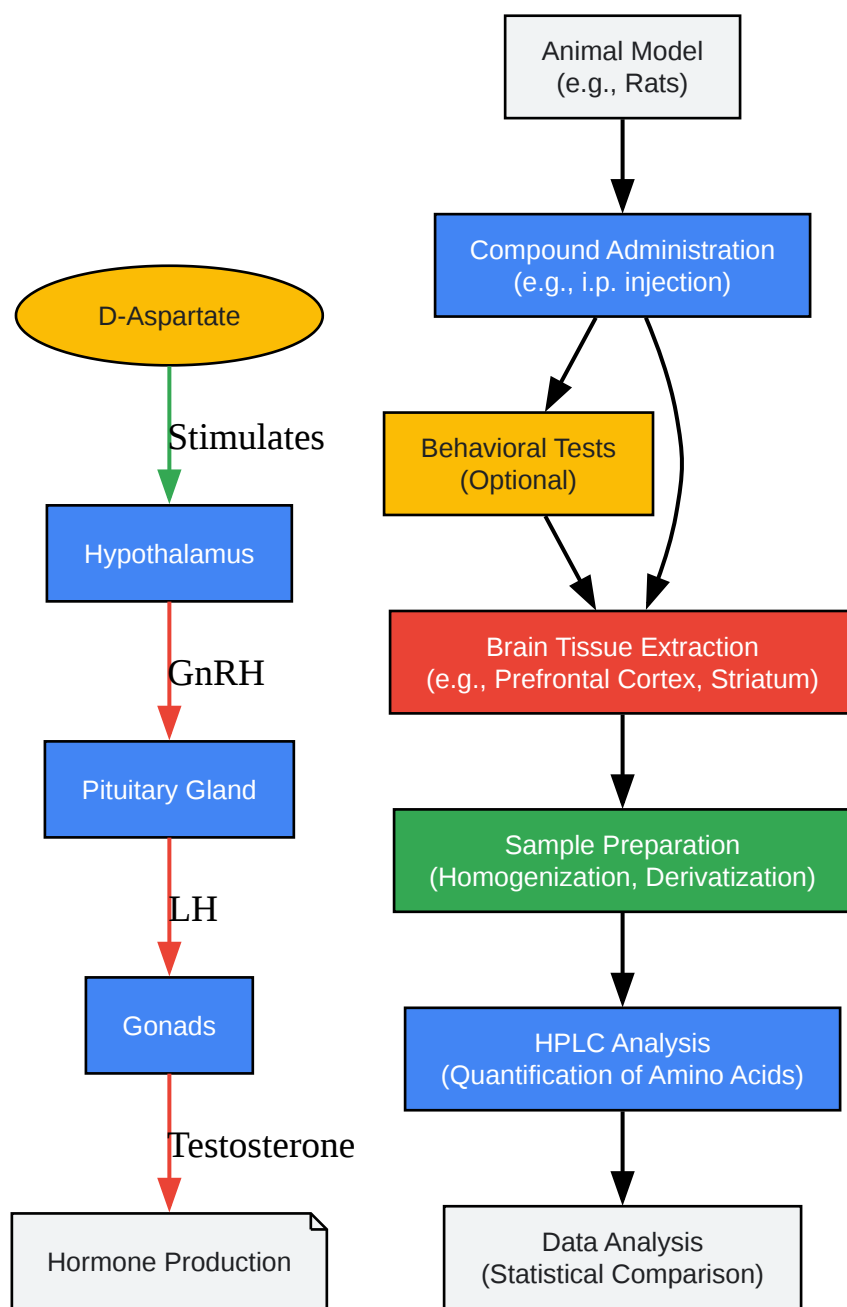 D-Aspartate
Stimulates
Hypothalamus
GnRH
Pituitary Gland
LH
Gonads
Testosterone
Hormone Production
Animal Model
(e.g., Rats)
Compound Administration
(e.g., i.p. injection)
Behavioral Tests
(Optional)
Brain Tissue Extraction
(e.g., Prefrontal Cortex, Striatum)
Sample Preparation
(Homogenization, Derivatization)
HPLC Analysis
(Quantification of Amino Acids)
Data Analysis
(Statistical Comparison)